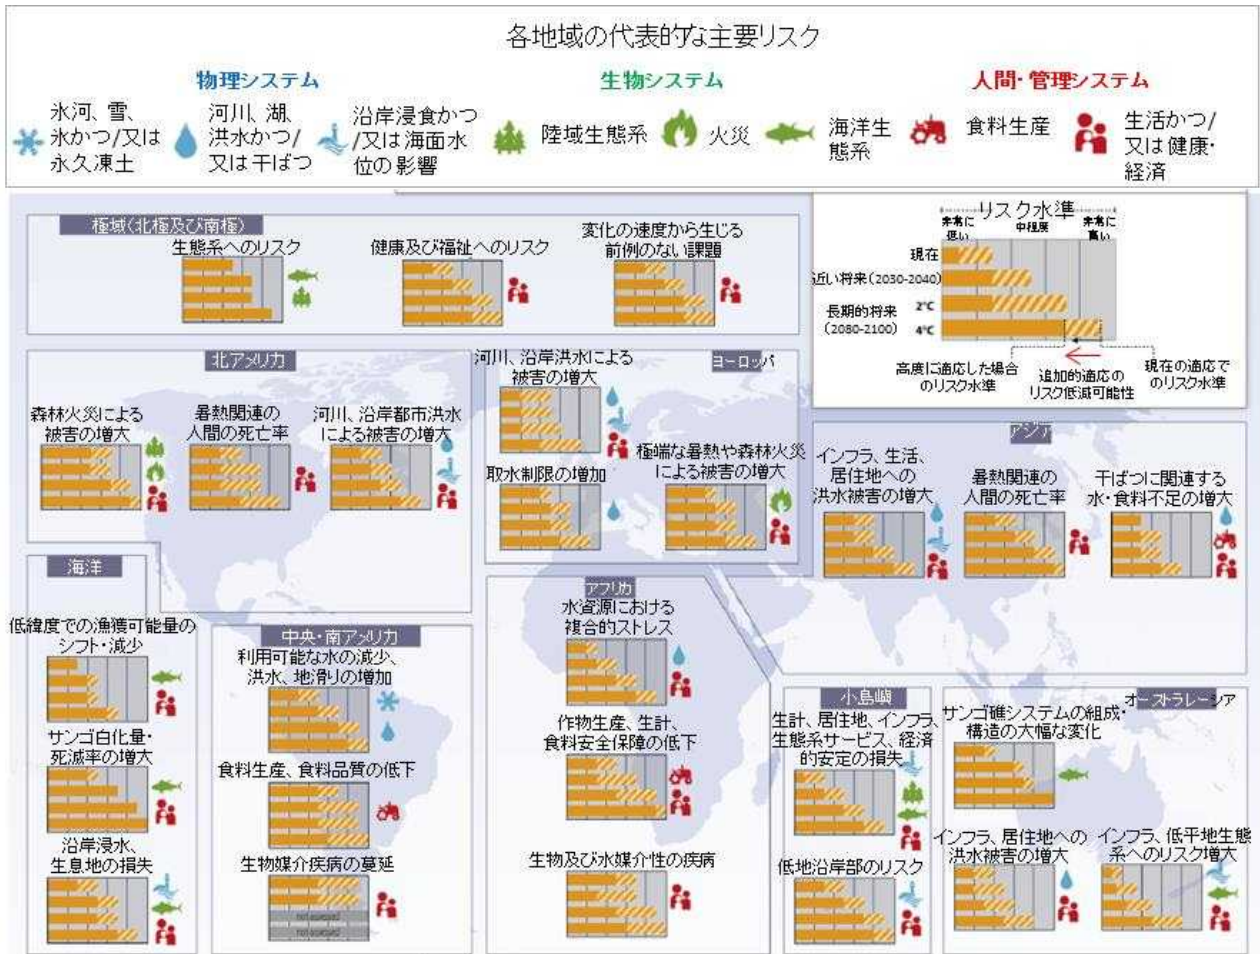 各地域の代表的な主要リスク
物理システム
生物システム
人間・管理システム
氷河、雪、
氷かつ/又は
永久凍土
河川、湖、
洪水かつ/
又は干ばつ
沿岸浸食かつ
/又は海面水
位の影響
陸域生態系
火災
海洋生
態系
食料生産
生活かつ/
又は健康・
経済
リスク水準
非常に
低い
中程度
非常に
高い
現在
近い将来(2030-2040)
長期的将来
(2080-2100)
2℃
4℃
高度に適応した場合
のリスク水準
追加的適応の
リスク低減可能性
現在の適応で
のリスク水準
極域(北極及び南極)
生態系へのリスク
健康及び福祉へのリスク
変化の速度から生じる
前例のない課題
北アメリカ
森林火災による
被害の増大
暑熱関連の
人間の死亡率
河川、沿岸都市洪水
による被害の増大
ヨーロッパ
河川、沿岸洪水による
被害の増大
取水制限の増加
極端な暑熱や森林火災
による被害の増大
アジア
インフラ、生活、
居住地への
洪水被害の増大
暑熱関連の
人間の死亡率
干ばつに関連する
水・食料不足の増大
海洋
低緯度での漁獲可能量の
シフト・減少
サンゴ白化量・
死滅率の増大
沿岸浸水、
生息地の損失
中央・南アメリカ
利用可能な水の減少、
洪水、地滑りの増加
食料生産、食料品質の低下
生物媒介疾病の蔓延
not assessed
not assessed
アフリカ
水資源における
複合的ストレス
作物生産、生計、
食料安全保障の低下
生物及び水媒介性の疾病
小島嶼
生計、居住地、インフラ、
生態系サービス、経済
的安定の損失
低地沿岸部のリスク
オーストラレーシア
サンゴ礁システムの組成・
構造の大幅な変化
インフラ、居住地への
洪水被害の増大
インフラ、低平地生態
系へのリスク増大